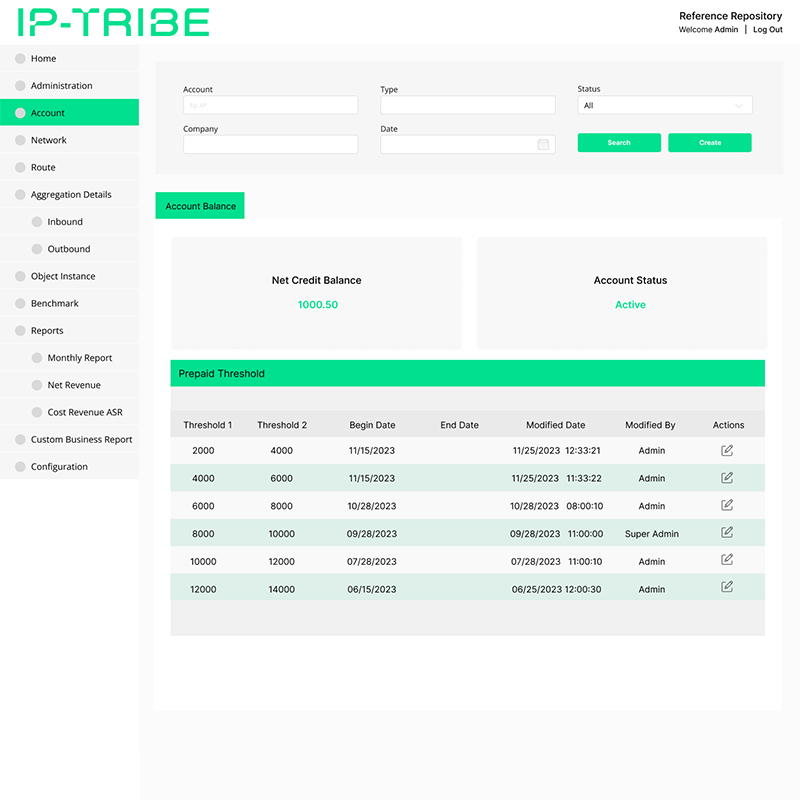 IP-TRIBE
Reference Repository
Welcome Admin | Log Out
Home
Administration
Account
Network
Route
Aggregation Details
Inbound
Outbound
Object Instance
Benchmark
Reports
Monthly Report
Net Revenue
Cost Revenue ASR
Custom Business Report
Configuration
Account Type Status
All
Company Date
Search Create
Account Balance
Net Credit Balance Account Status
1000.50 Active
Prepaid Threshold
Threshold 1 Threshold 2 Begin Date End Date Modified Date Modified By Actions
2000 4000 11/15/2023 11/25/2023 12:33:21 Admin
4000 6000 11/15/2023 11/25/2023 11:33:22 Admin
6000 8000 10/28/2023 10/28/2023 08:00:10 Admin
8000 10000 09/28/2023 09/28/2023 11:00:00 Super Admin
10000 12000 07/28/2023 07/28/2023 11:00:10 Admin
12000 14000 06/15/2023 06/25/2023 12:00:30 Admin